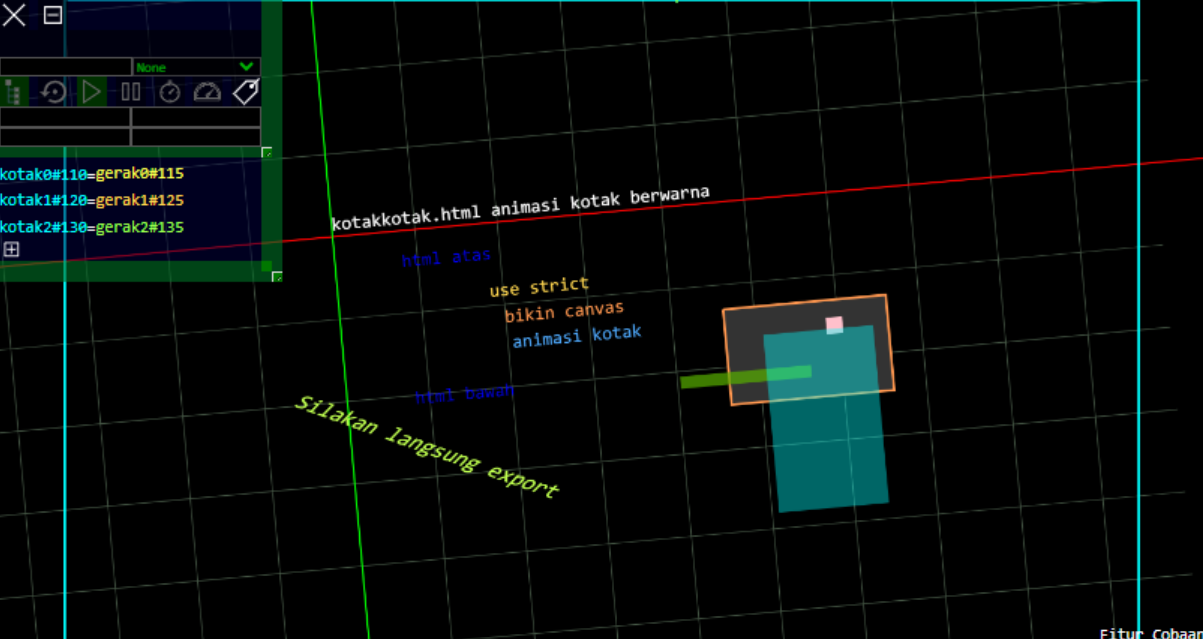 None
kotak0#110=gerak0#115
kotak1#120=gerak1#125
kotak2#130=gerak2#135
kotakkotak.html animasi kotak berwarna
html atas
use strict
bikin canvas
animasi kotak
html bawah
Silakan langsung export
Fitur Cobaan